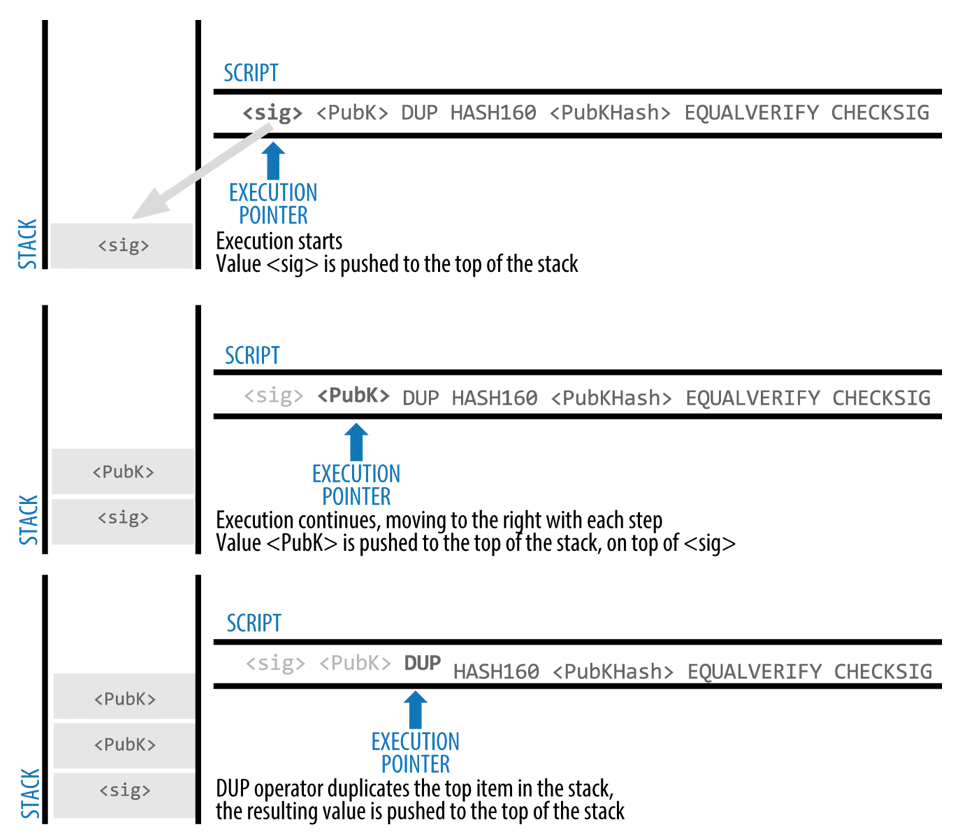 SCRIPT
<sig> <PubK> DUP HASH160 <PubKHash> EQUALVERIFY CHECKSIG
EXECUTION
POINTER
STACK
<sig>
Execution starts
Value <sig> is pushed to the top of the stack
SCRIPT
<sig> <PubK> DUP HASH160 <PubKHash> EQUALVERIFY CHECKSIG
EXECUTION
POINTER
STACK
<PubK>
<sig>
Execution continues, moving to the right with each step
Value <PubK> is pushed to the top of the stack, on top of <sig>
SCRIPT
<sig> <PubK> DUP HASH160 <PubKHash> EQUALVERIFY CHECKSIG
EXECUTION
POINTER
STACK
<PubK>
<PubK>
<sig>
DUP operator duplicates the top item in the stack,
the resulting value is pushed to the top of the stack